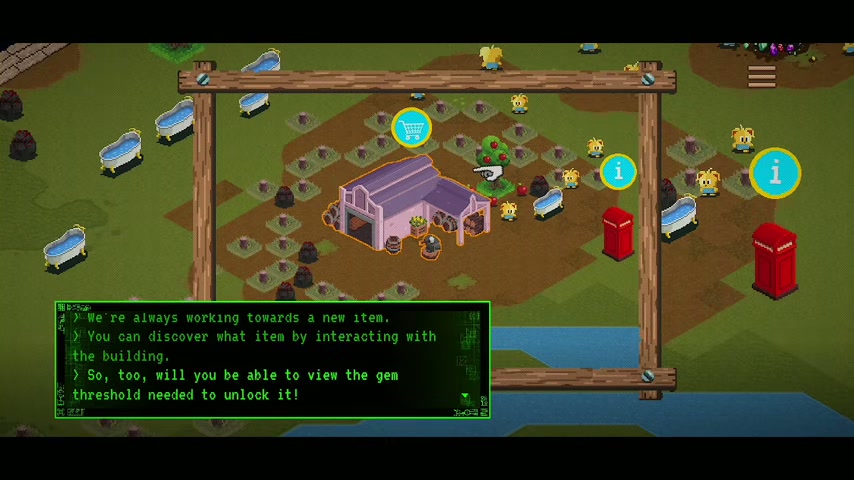 i
i
> We're always working towards a new item.
> You can discover what item by interacting with
the building.
> So, too, will you be able to view the gem
threshold needed to unlock it!